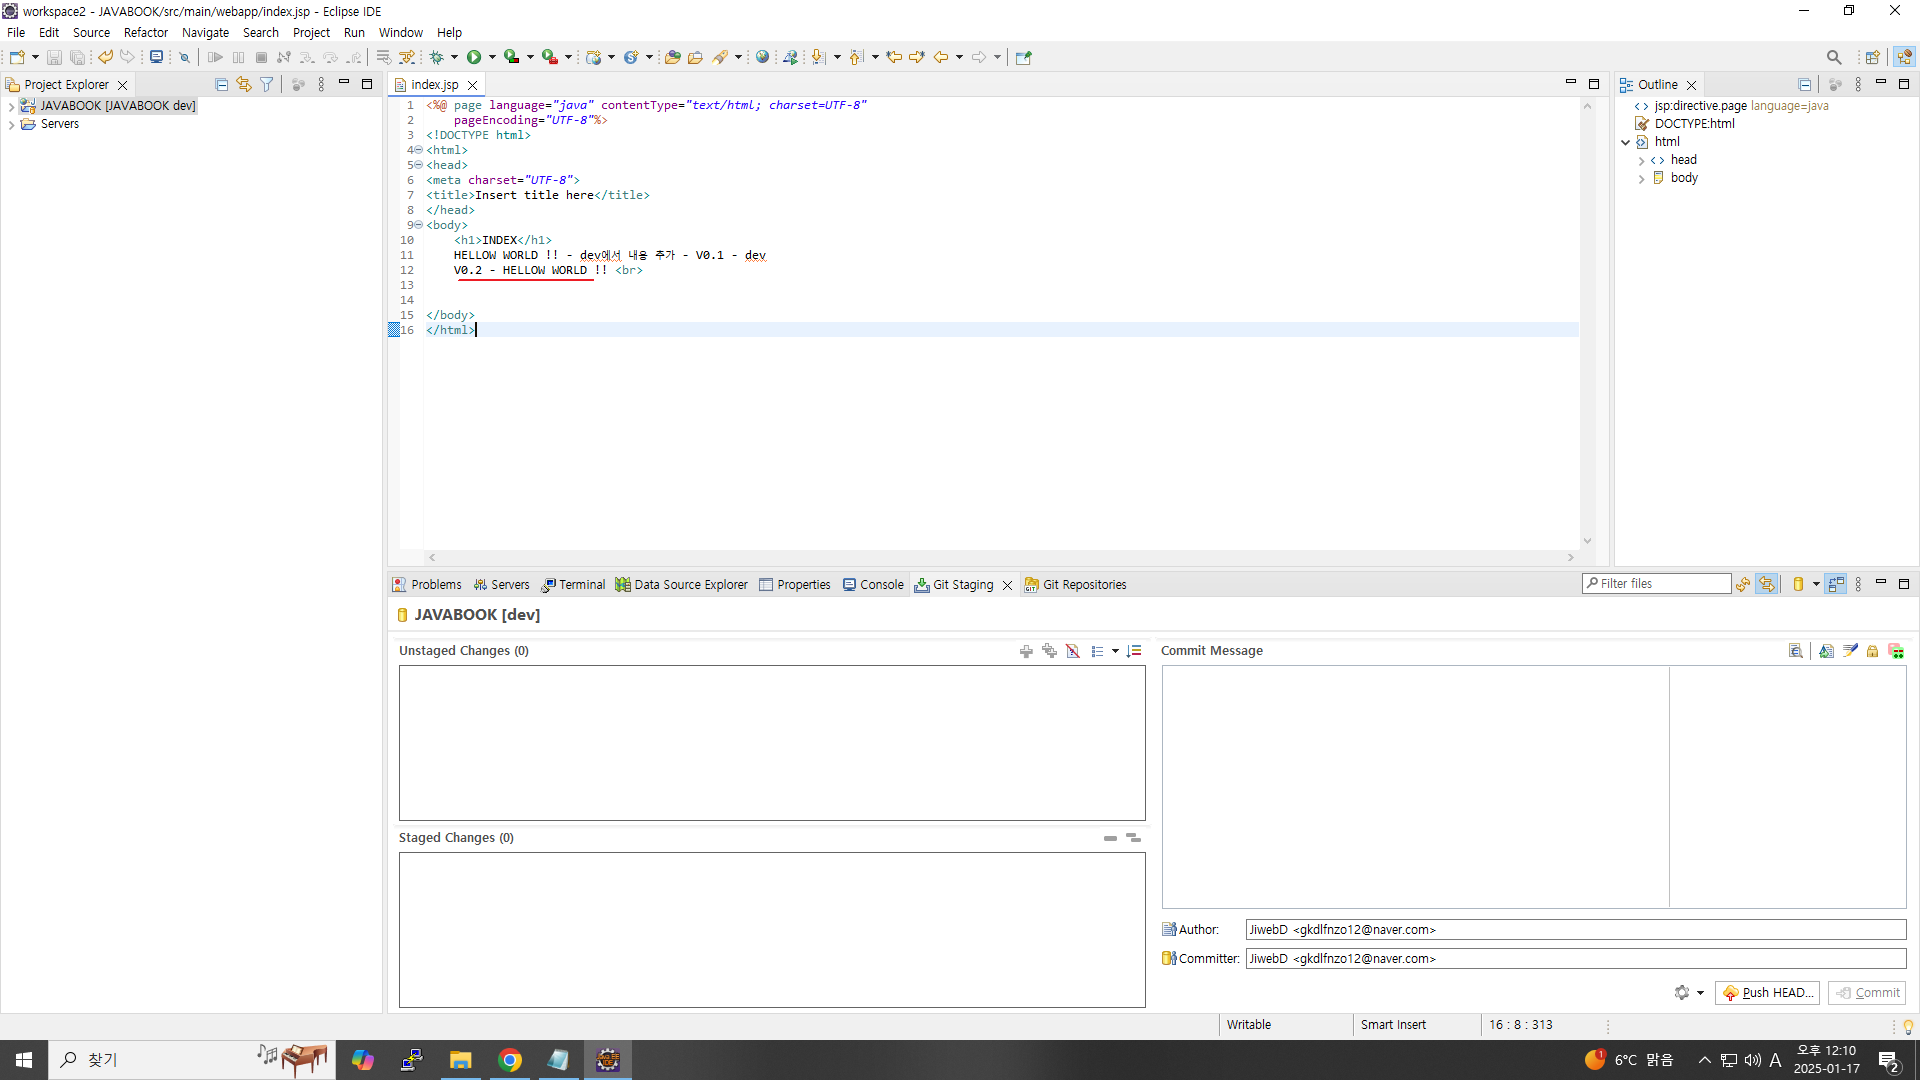 workspace2 - JAVABOOK/src/main/webapp/index.jsp - Eclipse IDE
File Edit Source Refactor Navigate Search Project Run Window Help
Project Explorer
JAVABOOK [JAVABOOK dev]
Servers
index.jsp
1 <%@ page language="java" contentType="text/html; charset=UTF-8"
2 pageEncoding="UTF-8"%>
3 <!DOCTYPE html>
4 <html>
5 <head>
6 <meta charset="UTF-8">
7 <title>Insert title here</title>
8 </head>
9 <body>
10 <h1>INDEX</h1>
11 HELLOW WORLD !! - dev에서 내용 추가 - V0.1 - dev
12 V0.2 - HELLOW WORLD !! <br>
13
14
15 </body>
16 </html>
Outline
jsp:directive.page language=java
DOCTYPE:html
html
head
body
Problems Servers Terminal Data Source Explorer Properties Console Git Staging Git Repositories
Filter files
JAVABOOK [dev]
Unstaged Changes (0)
Staged Changes (0)
Commit Message
Author: JiwebD <gkdlfnzo12@naver.com>
Committer: JiwebD <gkdlfnzo12@naver.com>
Push HEAD... Commit
Writable Smart Insert 16 : 8 : 313
찾기
1 6°C 맑음 A 오후 12:10
2025-01-17 2